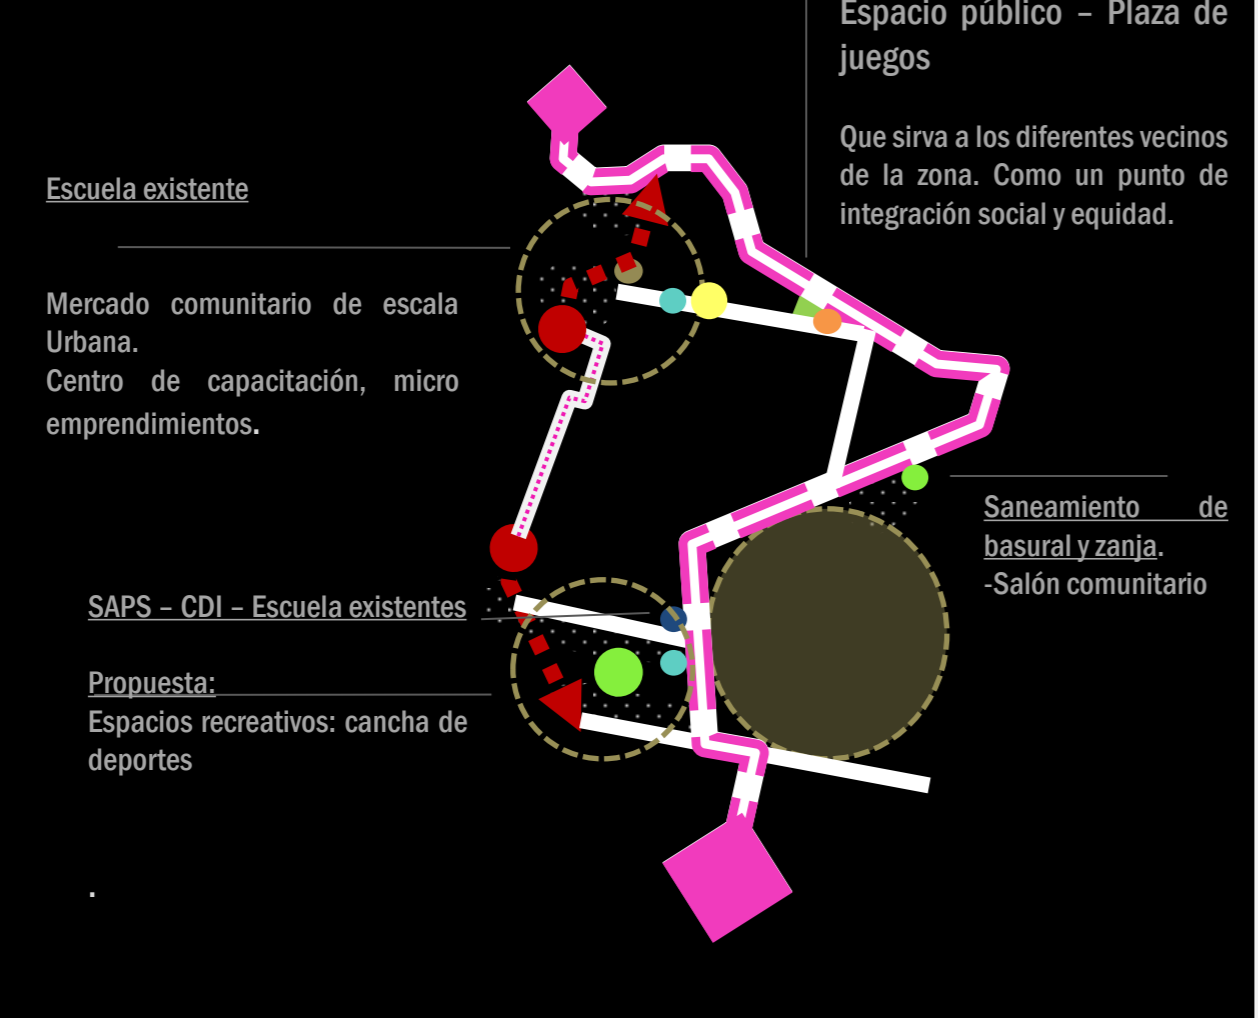 Espacio público – Plaza de
juegos
Que sirva a los diferentes vecinos
de la zona. Como un punto de
integración social y equidad.
Escuela existente
Mercado comunitario de escala
Urbana.
Centro de capacitación, micro
emprendimientos.
Saneamiento de
basural y zanja.
-Salón comunitario
SAPS – CDI – Escuela existentes
Propuesta:
Espacios recreativos: cancha de
deportes
.